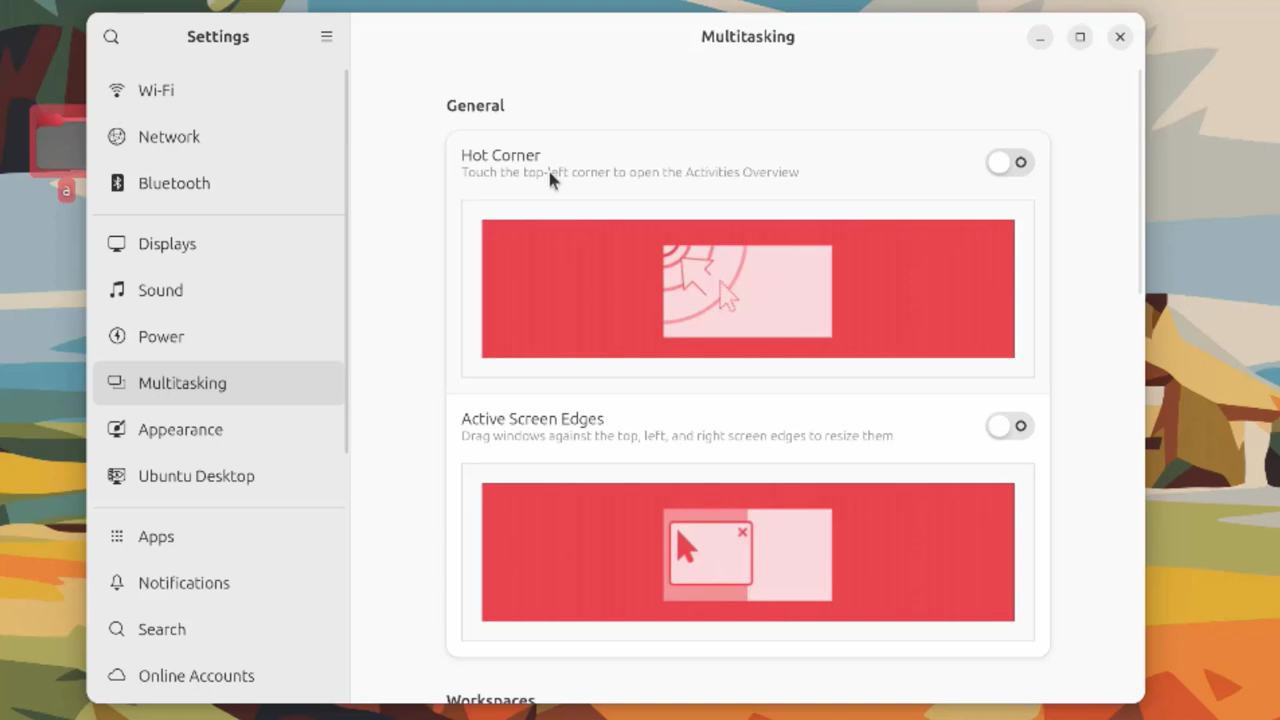 Settings
Multitasking
Wi-Fi
Network
Bluetooth
Displays
Sound
Power
Multitasking
Appearance
Ubuntu Desktop
Apps
Notifications
Search
Online Accounts
a
General
Hot Corner
Touch the top-left corner to open the Activities Overview
Active Screen Edges
Drag windows against the top, left, and right screen edges to resize them
Workspaces